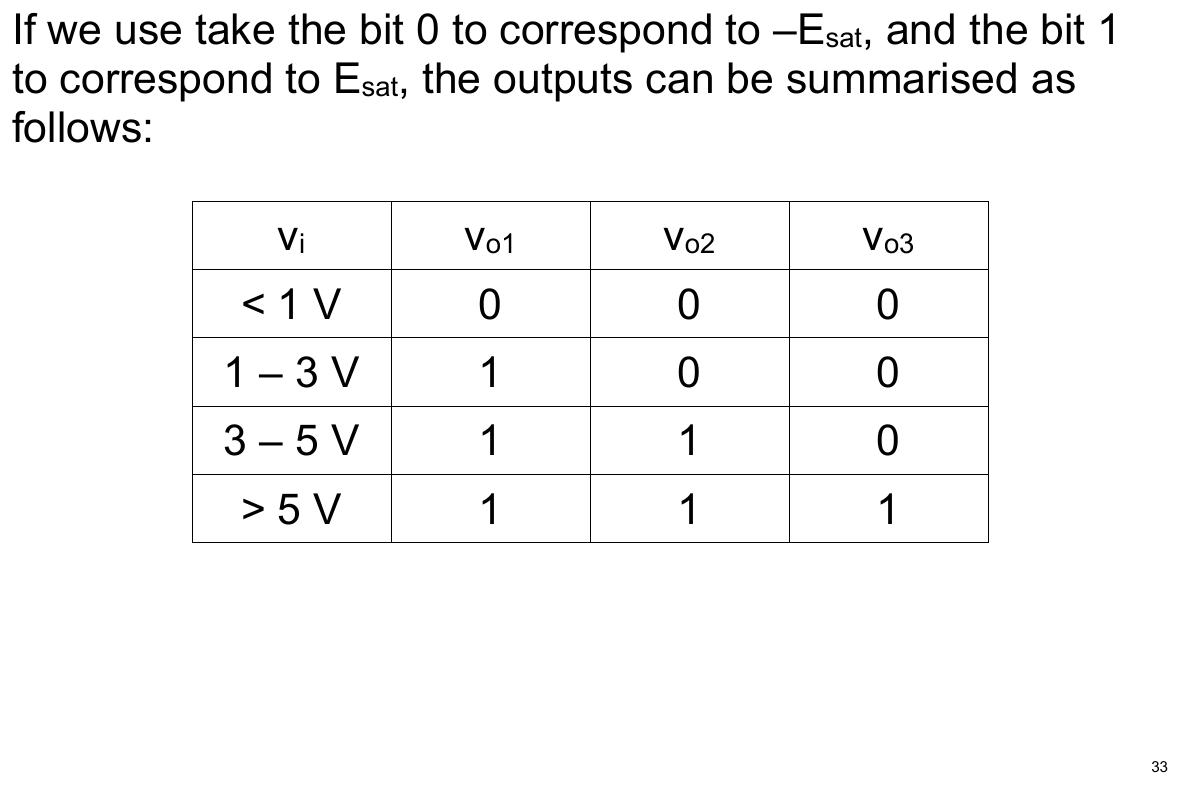 If we use take the bit 0 to correspond to –Esat, and the bit 1
to correspond to Esat, the outputs can be summarised as
follows:
vi vo1 vo2 vo3
< 1 V 0 0 0
1 – 3 V 1 0 0
3 – 5 V 1 1 0
> 5 V 1 1 1
33